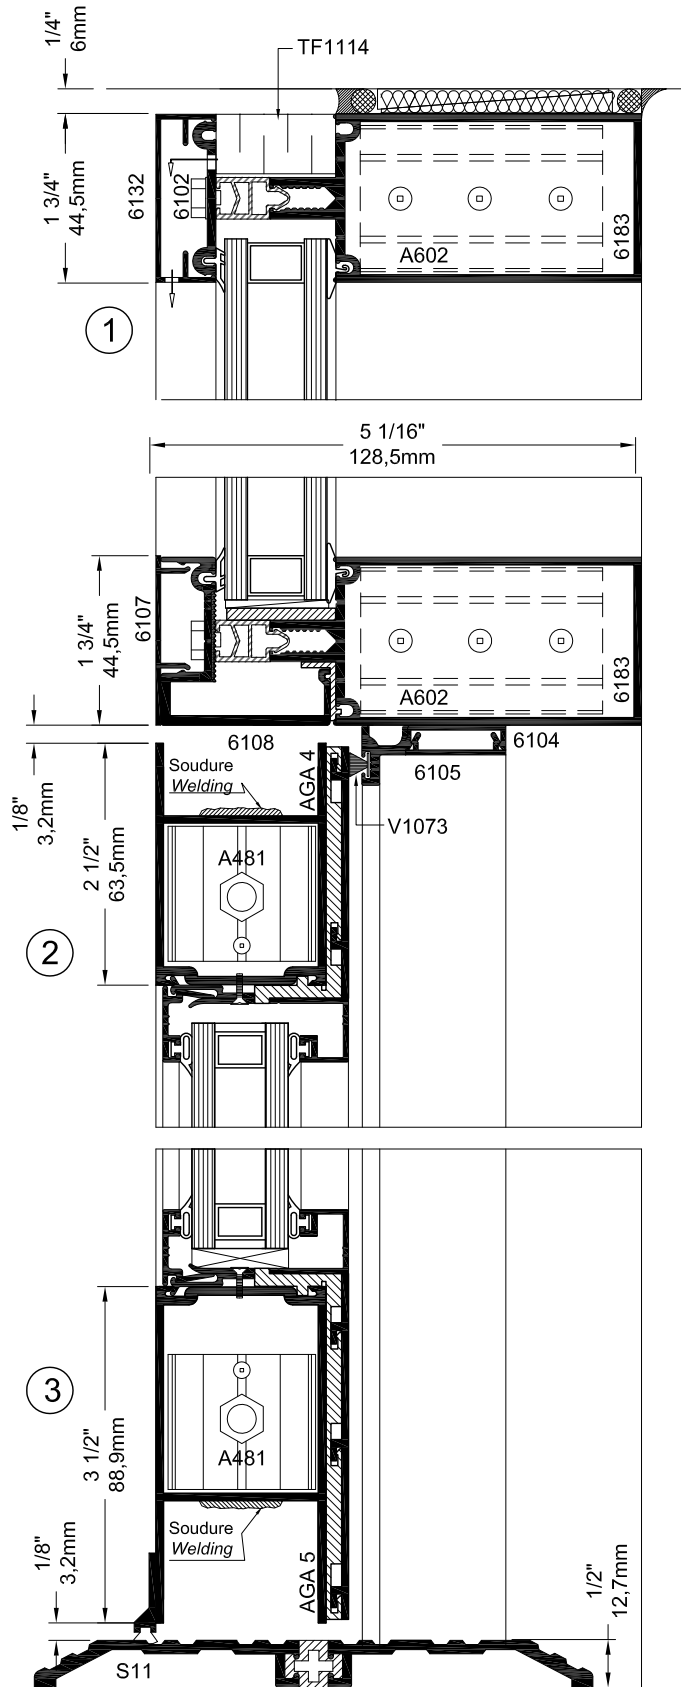 1/4"
6mm
TF1114
1 3/4"
44,5mm
6132
6102
A602
6183
1
5 1/16"
128,5mm
6107
1 3/4"
44,5mm
A602
6183
6108
6104
6105
1/8"
3,2mm
Soudure
Welding
AGA 4
V1073
2 1/2"
63,5mm
A481
2
3
3 1/2"
88,9mm
A481
Soudure
Welding
AGA 5
1/8"
3,2mm
1/2"
12,7mm
S11